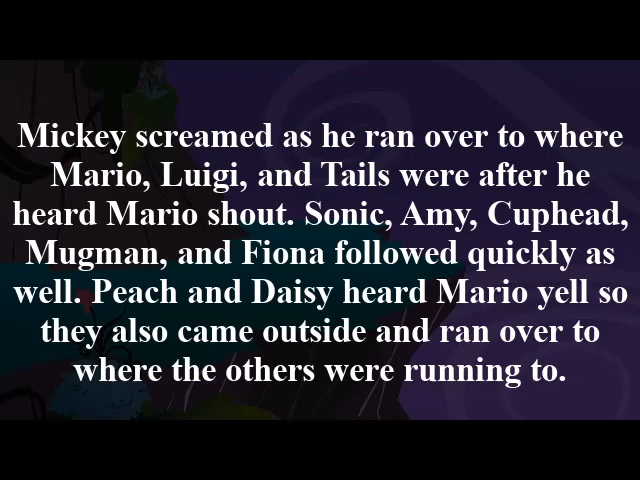 Mickey screamed as he ran over to where
Mario, Luigi, and Tails were after he
heard Mario shout. Sonic, Amy, Cuphead,
Mugman, and Fiona followed quickly as
well. Peach and Daisy heard Mario yell so
they also came outside and ran over to
where the others were running to.